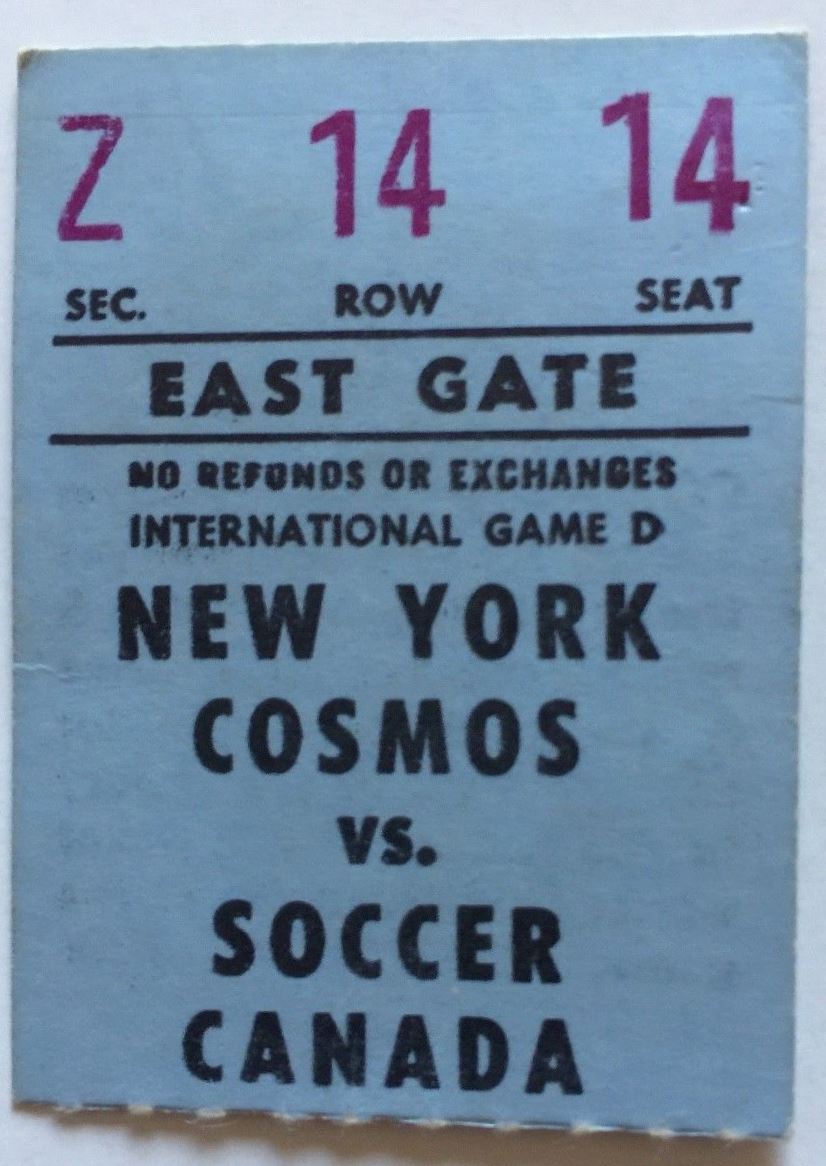 Z 14 14
SEC. ROW SEAT
EAST GATE
NO REFUNDS OR EXCHANGES
INTERNATIONAL GAME D
NEW YORK
COSMOS
VS.
SOCCER
CANADA